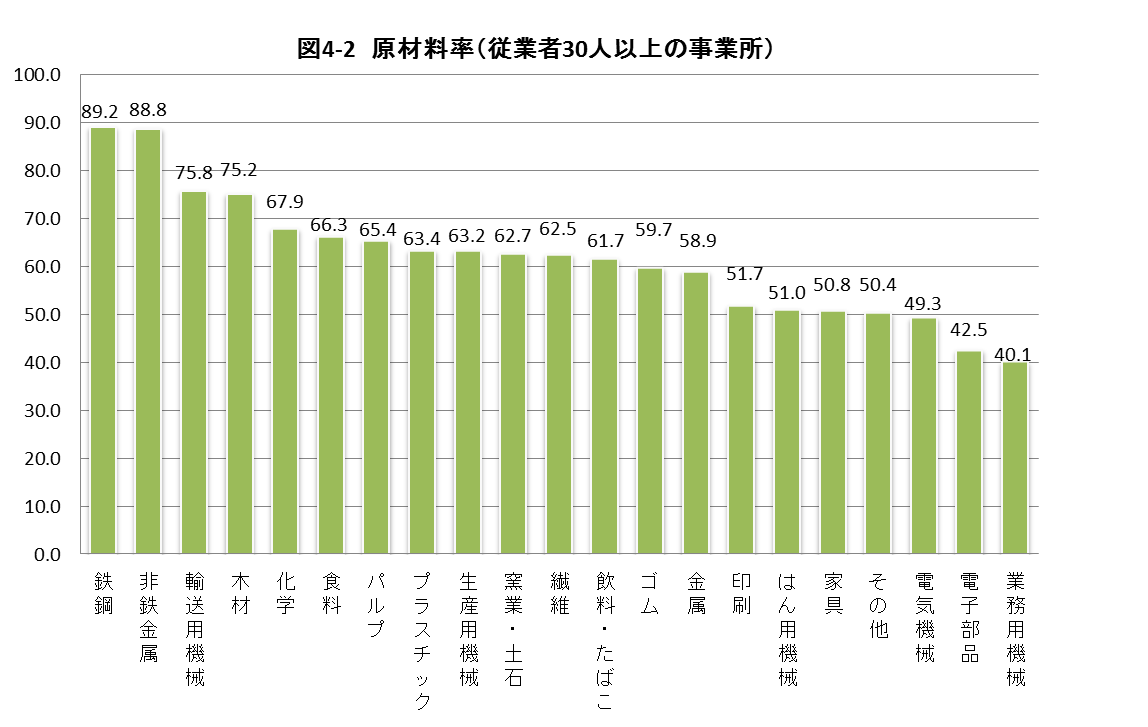 図4-2 原材料率(従業者30人以上の事業所)
100.0
90.0
80.0
70.0
60.0
50.0
40.0
30.0
20.0
10.0
0.0
89.2
88.8
75.8
75.2
67.9
66.3
65.4
63.4
63.2
62.7
62.5
61.7
59.7
58.9
51.7
51.0
50.8
50.4
49.3
42.5
40.1
鉄鋼
非鉄金属
輸送用機械
木材
化学
食料
パルプ
プラスチック
生産用機械
窯業・土石
繊維
飲料・たばこ
ゴム
金属
印刷
はん用機械
家具
その他
電気機械
電子部品
業務用機械